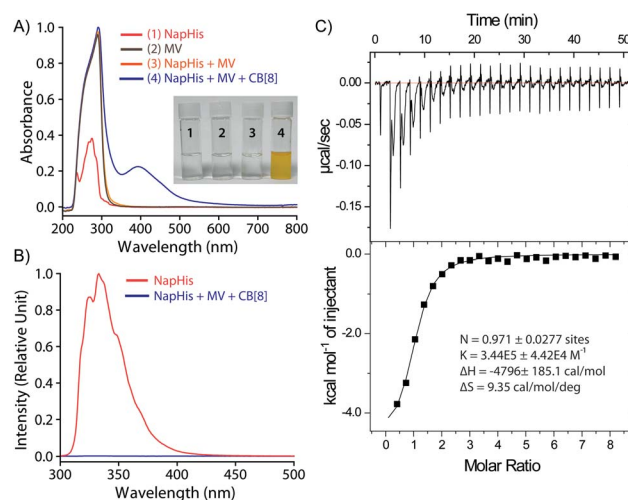 A)
(1) NapHis
(2) MV
(3) NapHis + MV
(4) NapHis + MV + CB[8]
1 2 3 4
Absorbance
1.0
0.8
0.6
0.4
0.2
0.0
200 300 400 500 600 700 800
Wavelength (nm)
B)
NapHis
NapHis + MV + CB[8]
Intensity (Relative Unit)
1.0
0.8
0.6
0.4
0.2
0.0
300 350 400 450 500
Wavelength (nm)
C)
Time (min)
0 10 20 30 40 50
0.00
-0.05
-0.10
-0.15
µcal/sec
0.0
-2.0
-4.0
kcal mol⁻¹ of injectant
N = 0.971 ± 0.0277 sites
K = 3.44E5 ± 4.42E4 M⁻¹
ΔH = -4796± 185.1 cal/mol
ΔS = 9.35 cal/mol/deg
0 1 2 3 4 5 6 7 8
Molar Ratio